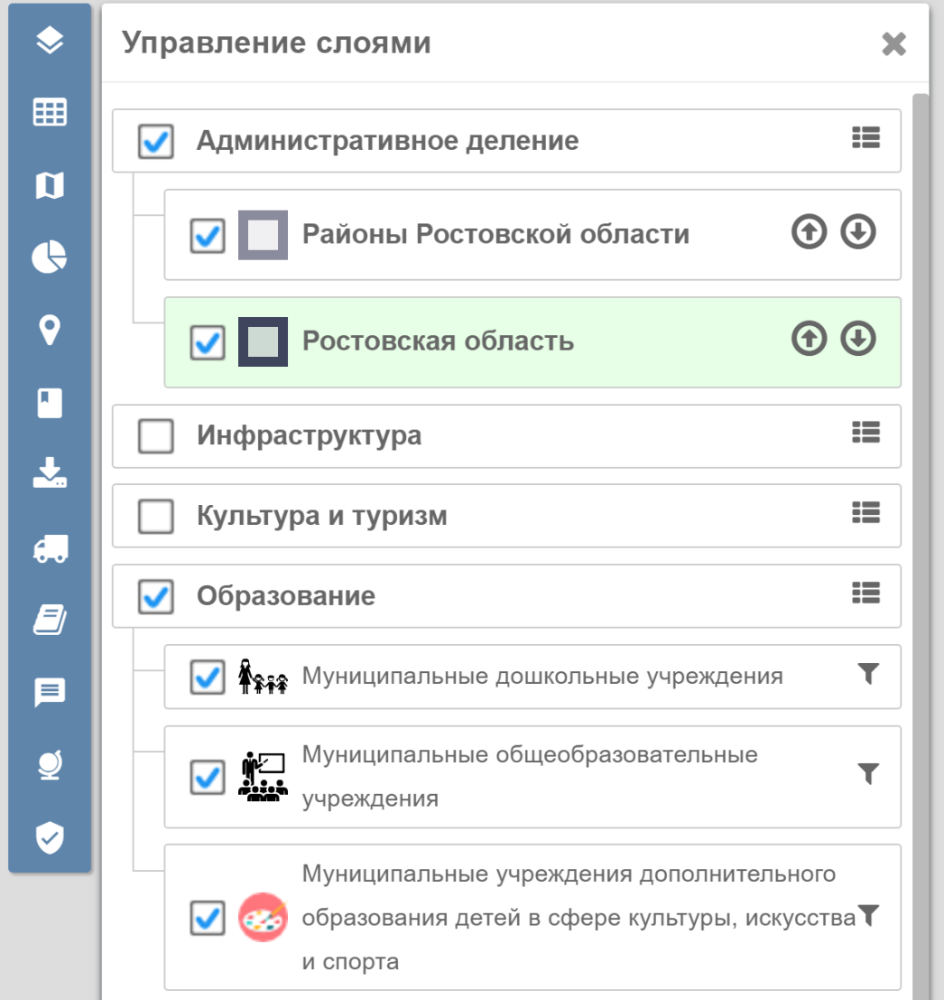 Управление слоями
Административное деление
Районы Ростовской области
Ростовская область
Инфраструктура
Культура и туризм
Образование
Муниципальные дошкольные учреждения
Муниципальные общеобразовательные
учреждения
Муниципальные учреждения дополнительного
образования детей в сфере культуры, искусства
и спорта